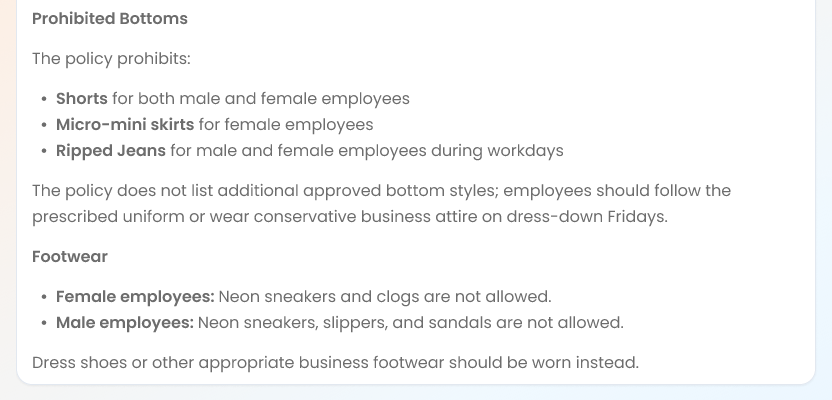 Prohibited Bottoms
The policy prohibits:
• Shorts for both male and female employees
• Micro-mini skirts for female employees
• Ripped Jeans for male and female employees during workdays
The policy does not list additional approved bottom styles; employees should follow the
prescribed uniform or wear conservative business attire on dress-down Fridays.
Footwear
• Female employees: Neon sneakers and clogs are not allowed.
• Male employees: Neon sneakers, slippers, and sandals are not allowed.
Dress shoes or other appropriate business footwear should be worn instead.